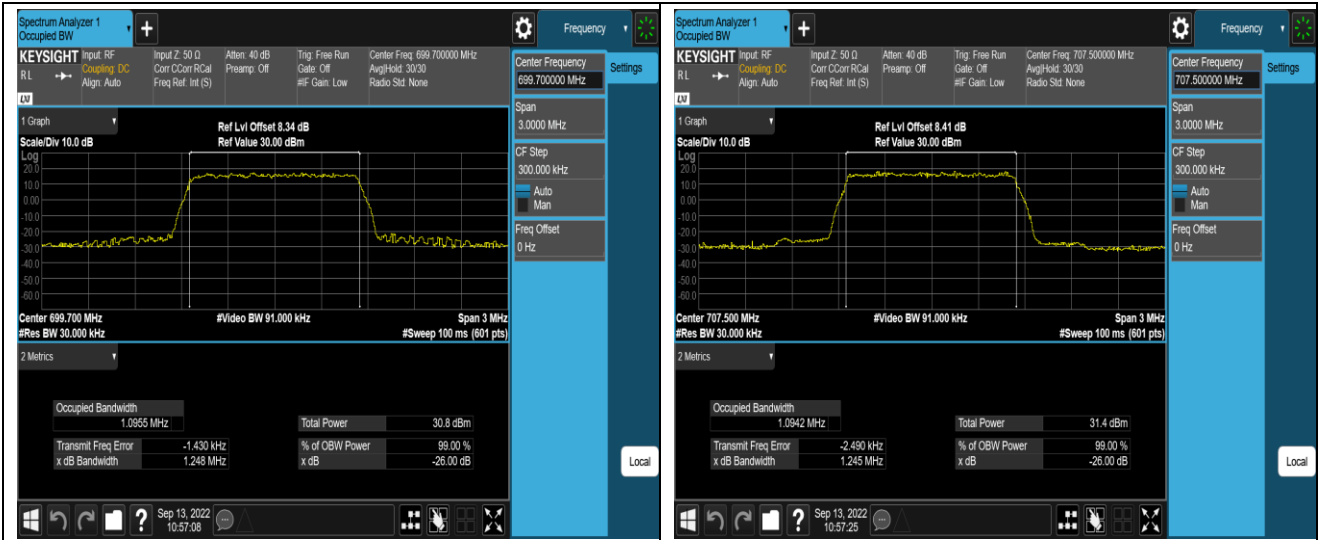 Spectrum Analyzer 1
Occupied BW
+
Frequency
KEYSIGHT
RL
LXI
Input: RF
Coupling: DC
Align: Auto
Input Z: 50 Ω
Corr CCorr RCal
Freq Ref: Int (S)
Atten: 40 dB
Preamp: Off
Trig: Free Run
Gate: Off
#IF Gain: Low
Center Freq: 699.700000 MHz
Avg|Hold: 30/30
Radio Std: None
Center Frequency
699.700000 MHz
Settings
Span
3.0000 MHz
CF Step
300.000 kHz
Auto
Man
Freq Offset
0 Hz
Local
1 Graph
Scale/Div 10.0 dB
Ref Lvl Offset 8.34 dB
Ref Value 30.00 dBm
Log
20.0
10.0
0.00
-10.0
-20.0
-30.0
-40.0
-50.0
-60.0
Center 699.700 MHz
#Video BW 91.000 kHz
Span 3 MHz
#Res BW 30.000 kHz
#Sweep 100 ms (601 pts)
2 Metrics
Occupied Bandwidth
1.0955 MHz
Total Power 30.8 dBm
Transmit Freq Error -1.430 kHz
% of OBW Power 99.00 %
x dB Bandwidth 1.248 MHz
x dB -26.00 dB
?
Sep 13, 2022
10:57:08
Spectrum Analyzer 1
Occupied BW
+
Frequency
KEYSIGHT
RL
LXI
Input: RF
Coupling: DC
Align: Auto
Input Z: 50 Ω
Corr CCorr RCal
Freq Ref: Int (S)
Atten: 40 dB
Preamp: Off
Trig: Free Run
Gate: Off
#IF Gain: Low
Center Freq: 707.500000 MHz
Avg|Hold: 30/30
Radio Std: None
Center Frequency
707.500000 MHz
Settings
Span
3.0000 MHz
CF Step
300.000 kHz
Auto
Man
Freq Offset
0 Hz
Local
1 Graph
Scale/Div 10.0 dB
Ref Lvl Offset 8.41 dB
Ref Value 30.00 dBm
Log
20.0
10.0
0.00
-10.0
-20.0
-30.0
-40.0
-50.0
-60.0
Center 707.500 MHz
#Video BW 91.000 kHz
Span 3 MHz
#Res BW 30.000 kHz
#Sweep 100 ms (601 pts)
2 Metrics
Occupied Bandwidth
1.0942 MHz
Total Power 31.4 dBm
Transmit Freq Error -2.490 kHz
% of OBW Power 99.00 %
x dB Bandwidth 1.245 MHz
x dB -26.00 dB
?
Sep 13, 2022
10:57:25